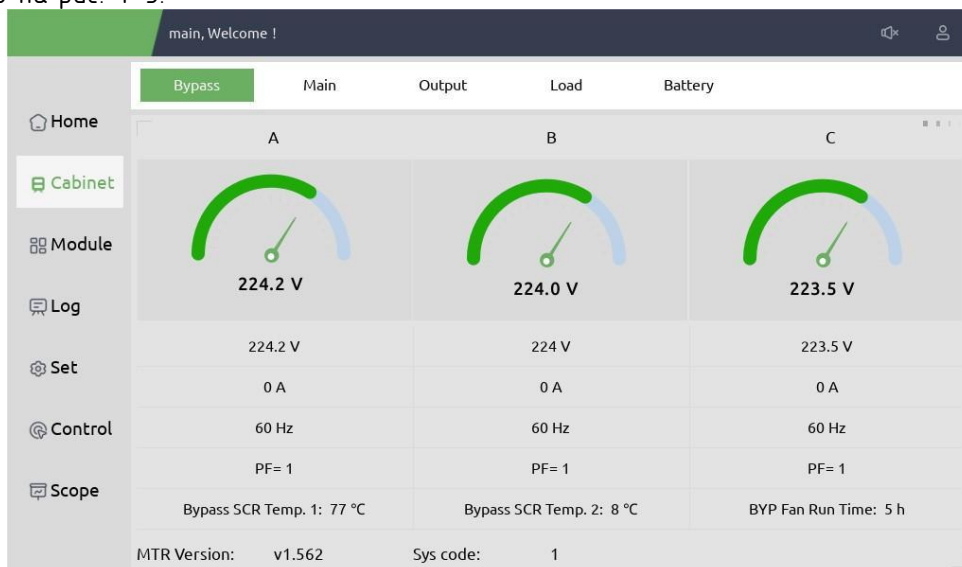 main, Welcome !
Bypass Main Output Load Battery
Home
Cabinet
Module
Log
Set
Control
Scope
A B C
224.2 V 224.0 V 223.5 V
224.2 V 224 V 223.5 V
0 A 0 A 0 A
60 Hz 60 Hz 60 Hz
PF= 1 PF= 1 PF= 1
Bypass SCR Temp. 1: 77 ℃ Bypass SCR Temp. 2: 8 ℃ BYP Fan Run Time: 5 h
MTR Version: v1.562 Sys code: 1